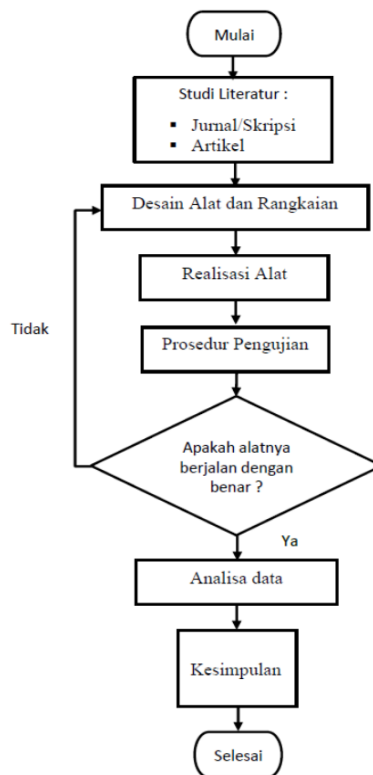 Mulai
Studi Literatur :
▪ Jurnal/Skripsi
▪ Artikel
Desain Alat dan Rangkaian
Realisasi Alat
Tidak
Prosedur Pengujian
Apakah alatnya
berjalan dengan
benar ?
Ya
Analisa data
Kesimpulan
Selesai